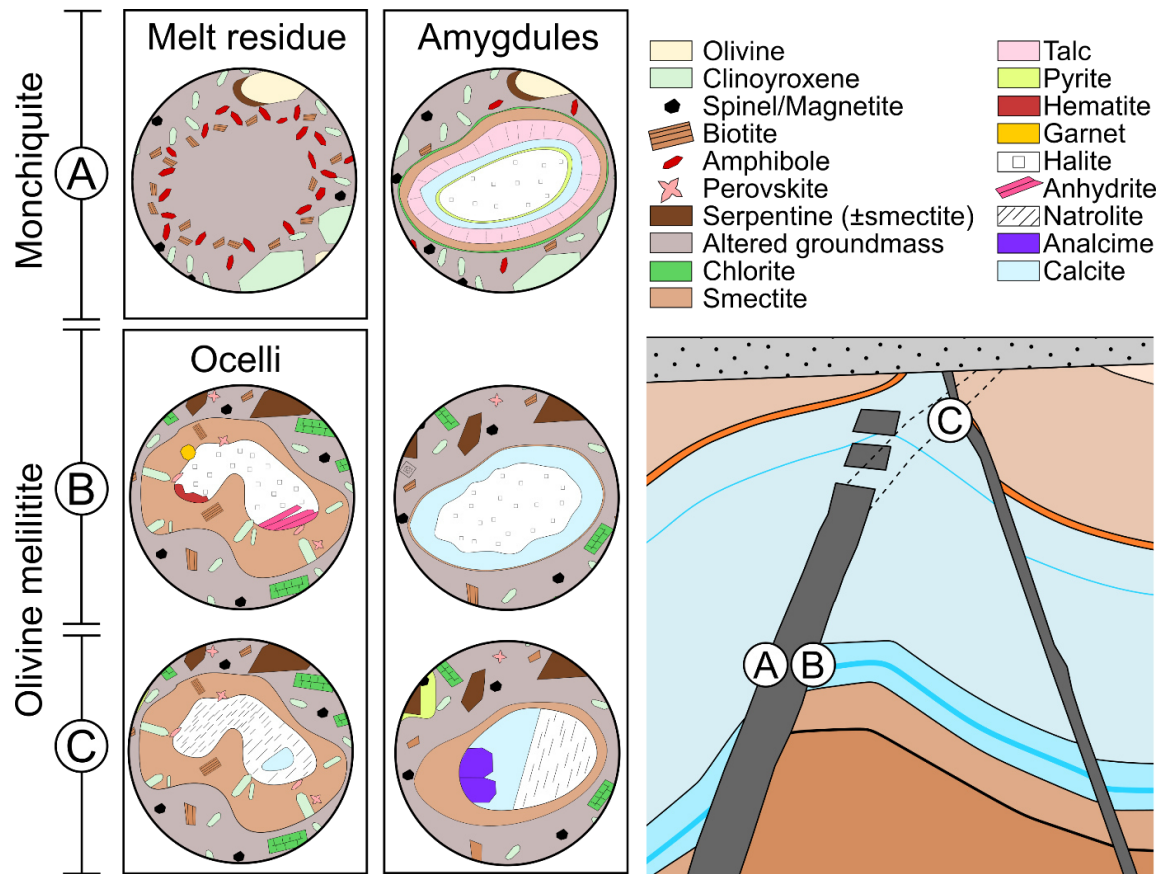 Melt residue
Amygdules
Monchiquite
A
Ocelli
Olivine melilitite
B
C
Olivine
Clinoyroxene
Spinel/Magnetite
Biotite
Amphibole
Perovskite
Serpentine (±smectite)
Altered groundmass
Chlorite
Smectite
Talc
Pyrite
Hematite
Garnet
Halite
Anhydrite
Natrolite
Analcime
Calcite
C
A B